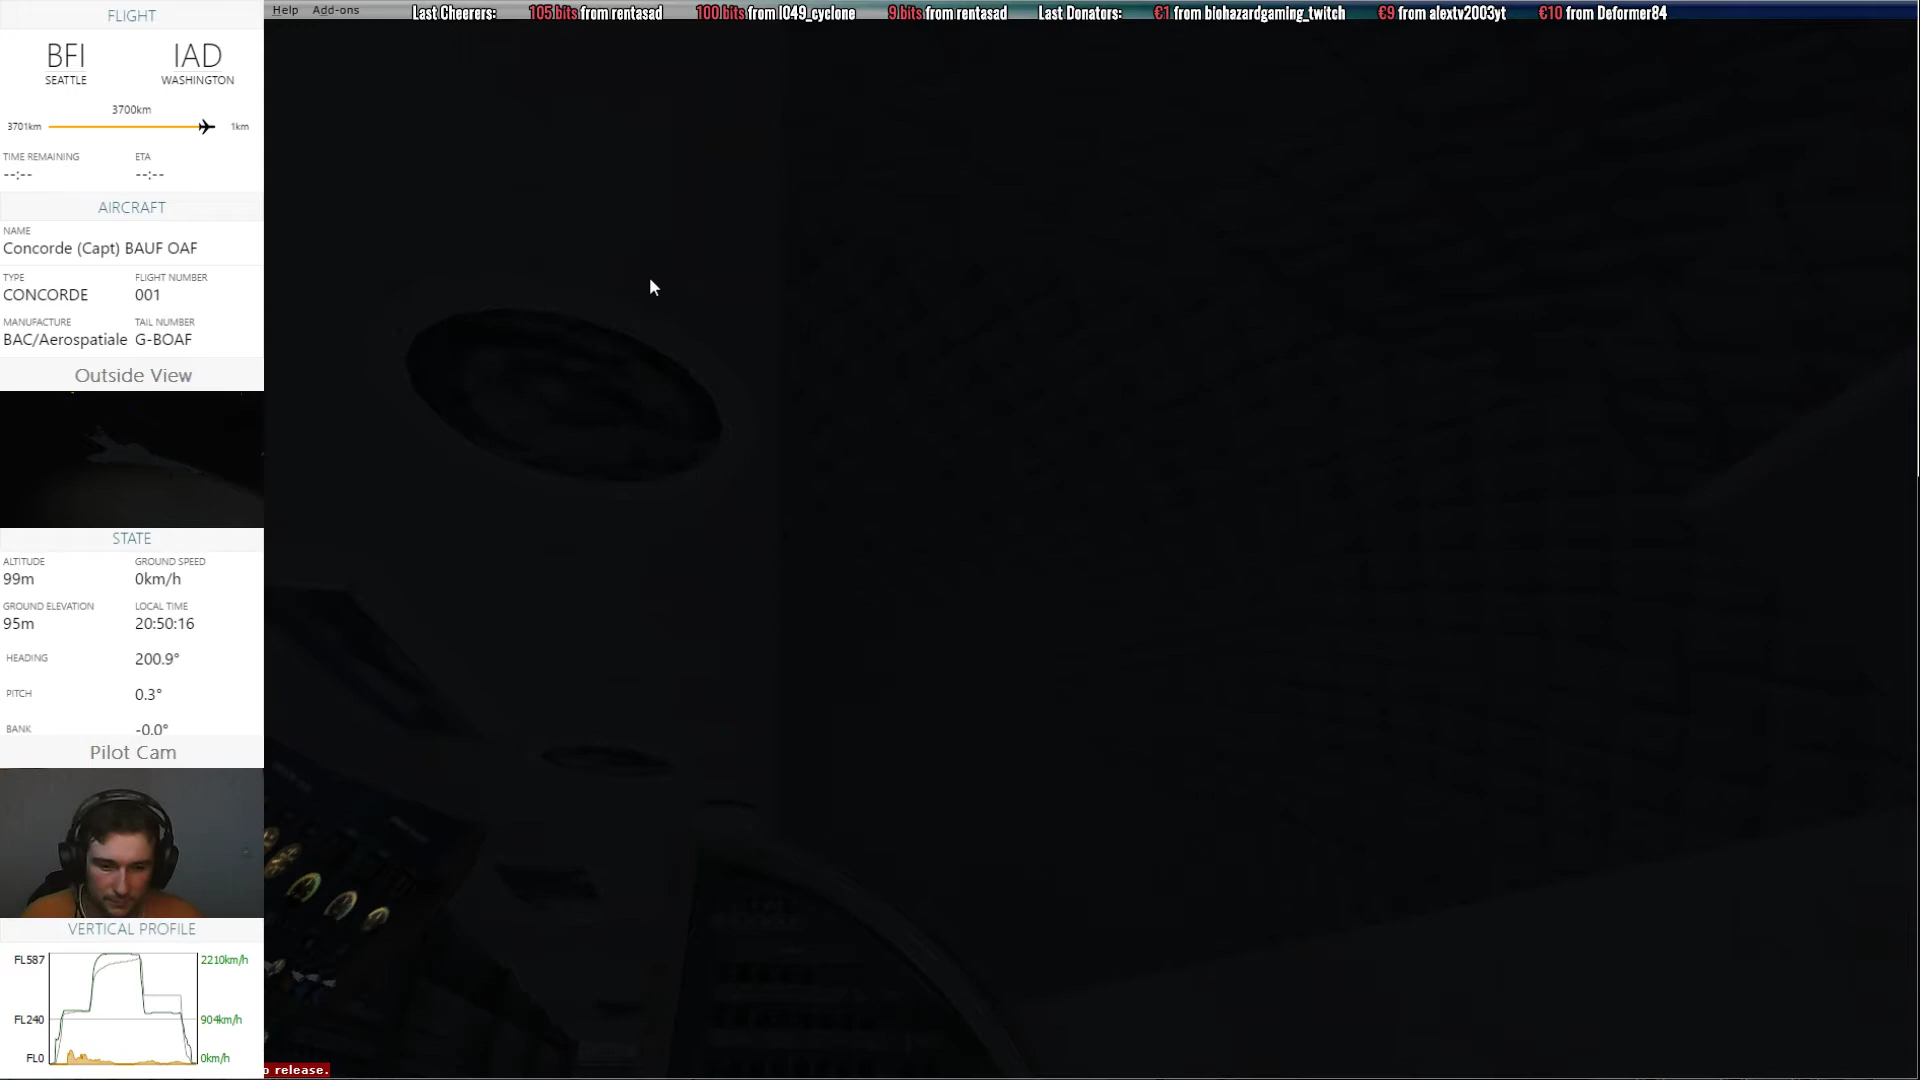 Help Add-ons
Last Cheerers: 105 bits from rentasad 100 bits from l049_cyclone 9 bits from rentasad Last Donators: €1 from biohazardgaming_twitch €9 from alextv2003yt €10 from Deformer84
FLIGHT
BFI IAD
SEATTLE WASHINGTON
3700km
3701km 1km
TIME REMAINING ETA
--:-- --:--
AIRCRAFT
NAME
Concorde (Capt) BAUF OAF
TYPE FLIGHT NUMBER
CONCORDE 001
MANUFACTURE TAIL NUMBER
BAC/Aerospatiale G-BOAF
Outside View
STATE
ALTITUDE GROUND SPEED
99m 0km/h
GROUND ELEVATION LOCAL TIME
95m 20:50:16
HEADING 200.9°
PITCH 0.3°
BANK -0.0°
Pilot Cam
VERTICAL PROFILE
FL587 2210km/h
FL240 904km/h
FL0 0km/h
release.